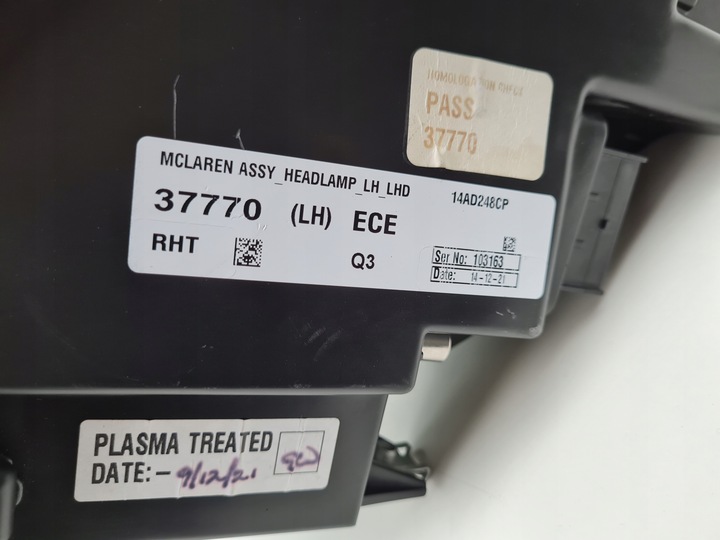 HOMOLOGATION CHECK
PASS
37770
MCLAREN ASSY_HEADLAMP_LH_LHD
14AD248CP
37770 (LH) ECE
RHT
Q3
Ser No: 103163
Date: 14-12-21
PLASMA TREATED
DATE:- 9/12/21